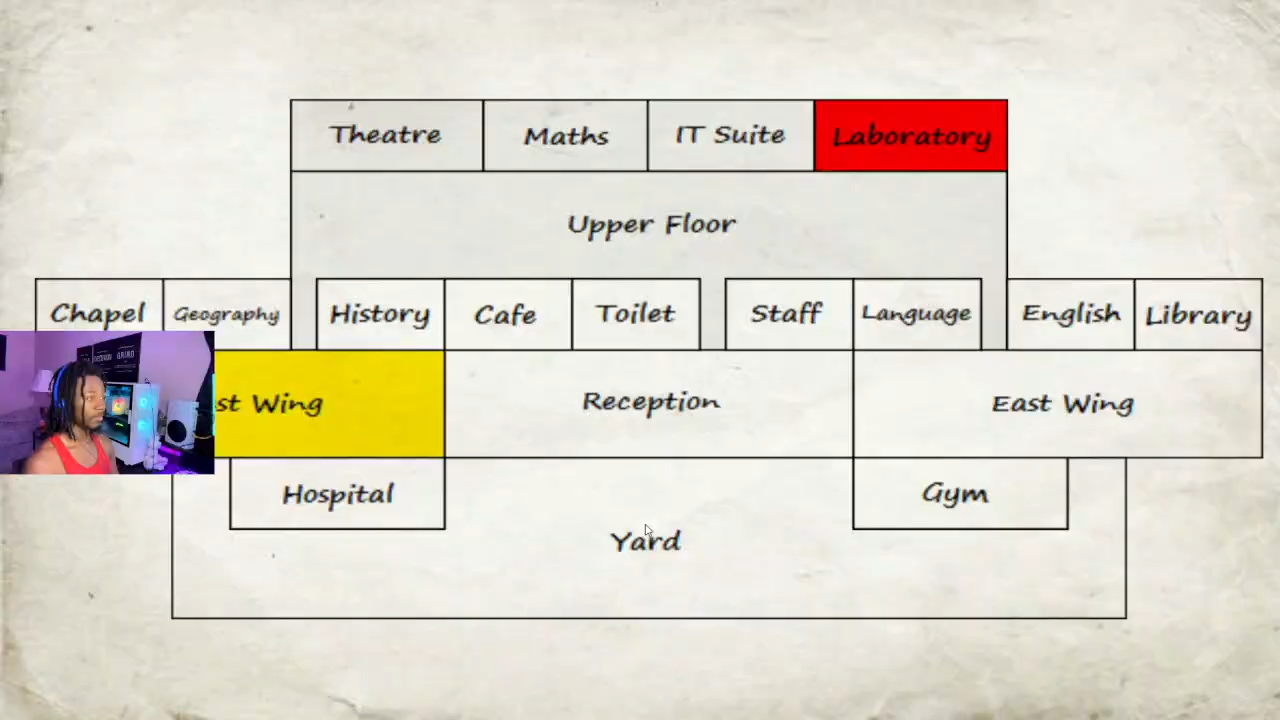 Theatre Maths IT Suite Laboratory
Upper Floor
Chapel Geography History Cafe Toilet Staff Language English Library
st Wing Reception East Wing
Hospital Gym
Yard